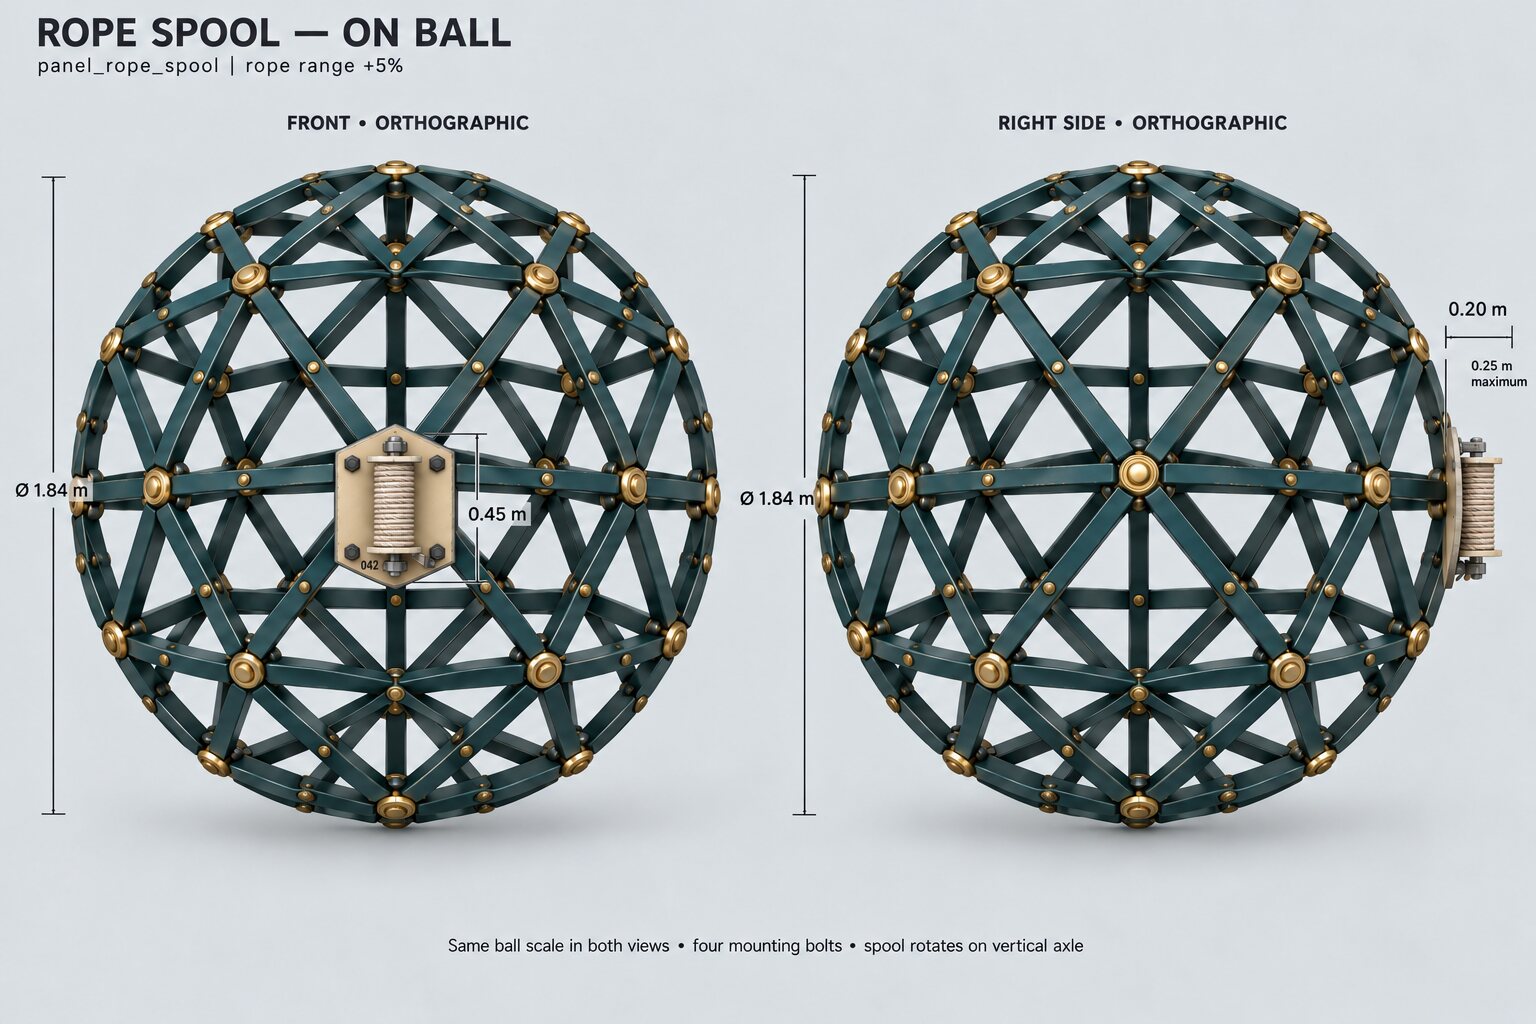 ROPE SPOOL — ON BALL
panel_rope_spool | rope range +5%
FRONT • ORTHOGRAPHIC
RIGHT SIDE • ORTHOGRAPHIC
0.20 m
0.25 m
maximum
Ø 1.84 m
0.45 m
042
Ø 1.84 m
Same ball scale in both views • four mounting bolts • spool rotates on vertical axle